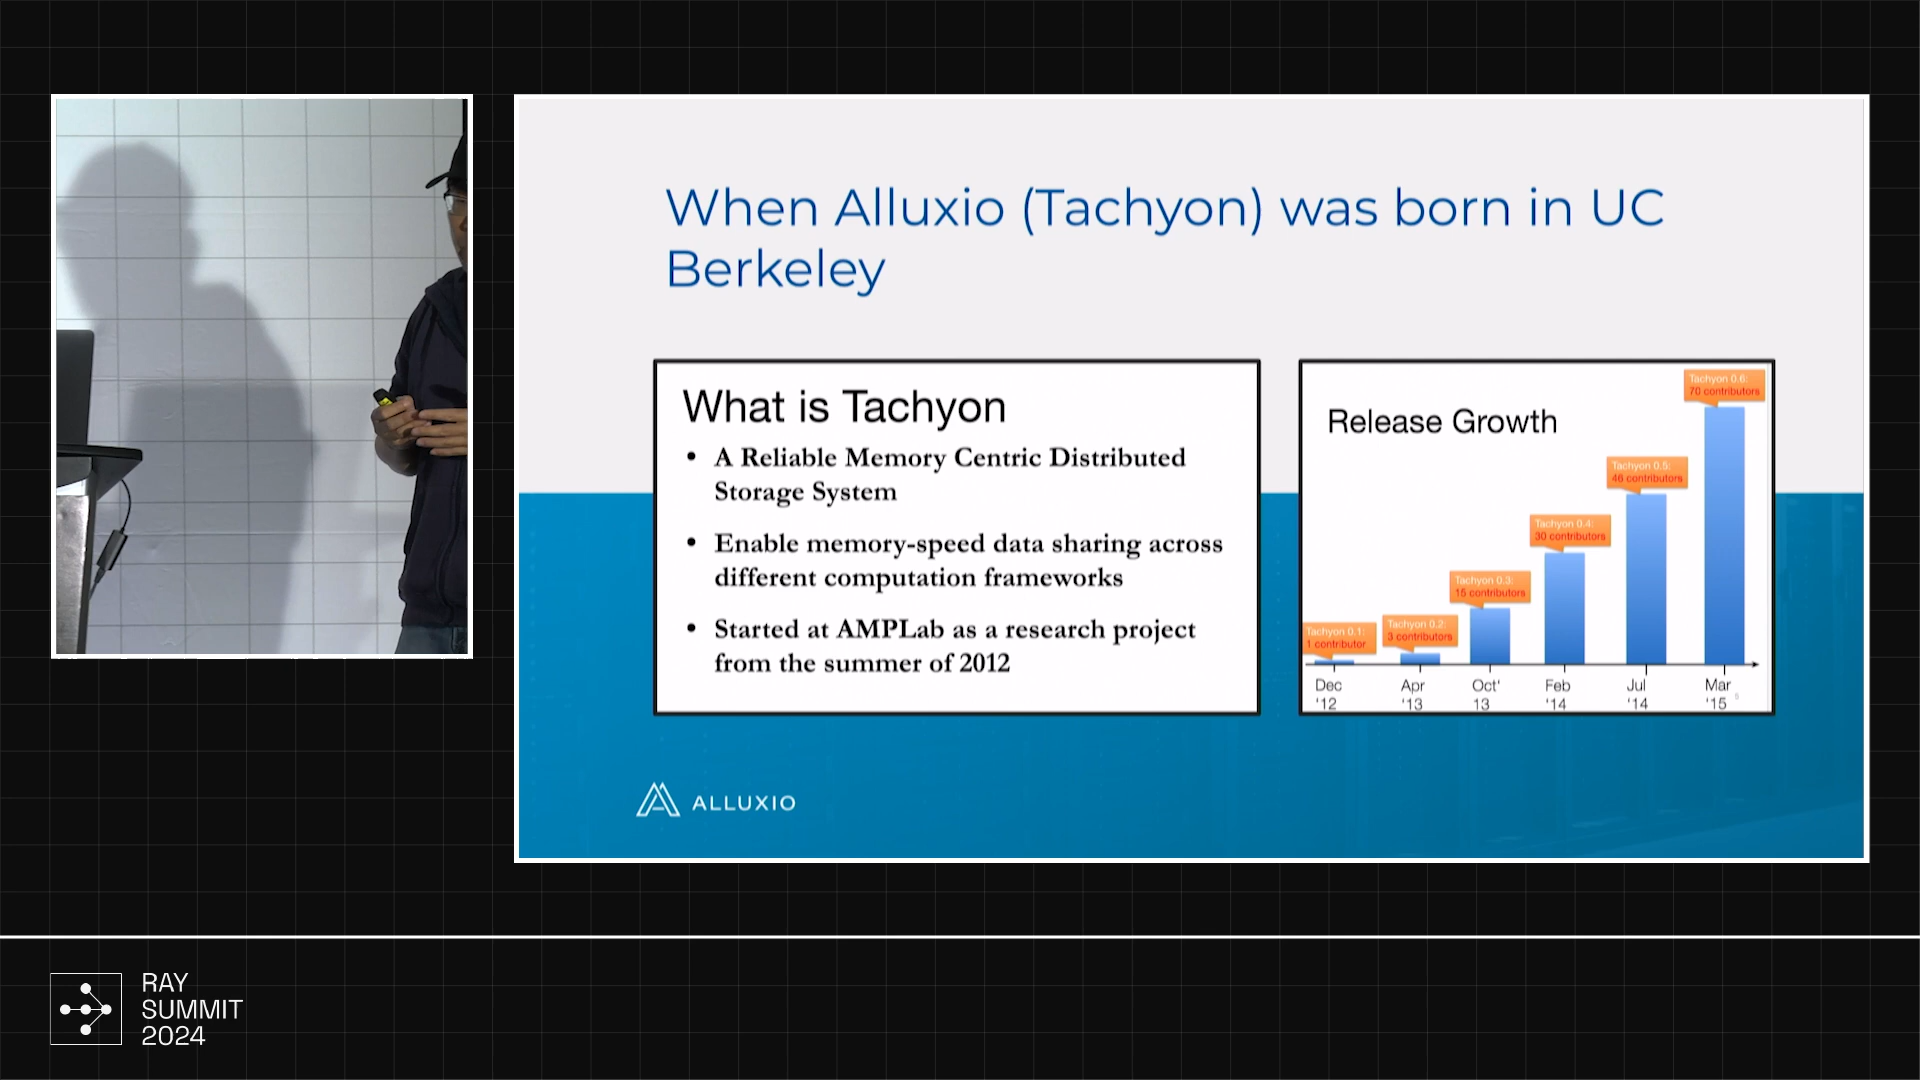 When Alluxio (Tachyon) was born in UC
Berkeley
What is Tachyon
• A Reliable Memory Centric Distributed
Storage System
• Enable memory-speed data sharing across
different computation frameworks
• Started at AMPLab as a research project
from the summer of 2012
Release Growth
Tachyon 0.1:
1 contributor
Tachyon 0.2:
3 contributors
Tachyon 0.3:
15 contributors
Tachyon 0.4:
30 contributors
Tachyon 0.5:
46 contributors
Tachyon 0.6:
70 contributors
Dec
'12
Apr
'13
Oct'
13
Feb
'14
Jul
'14
Mar
'15
5
ALLUXIO
RAY
SUMMIT
2024